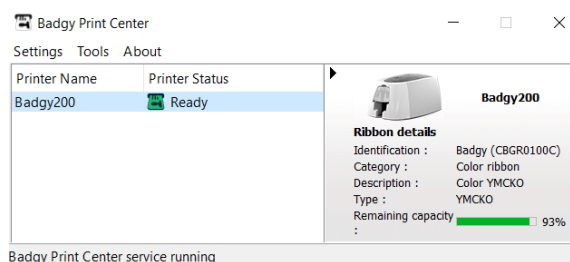 Badgy Print Center
Settings Tools About
Printer Name Printer Status
Badgy200 Ready
Badgy200
Ribbon details
Identification : Badgy (CBGR0100C)
Category : Color ribbon
Description : Color YMCKO
Type : YMCKO
Remaining capacity : 93%
Badgy Print Center service running